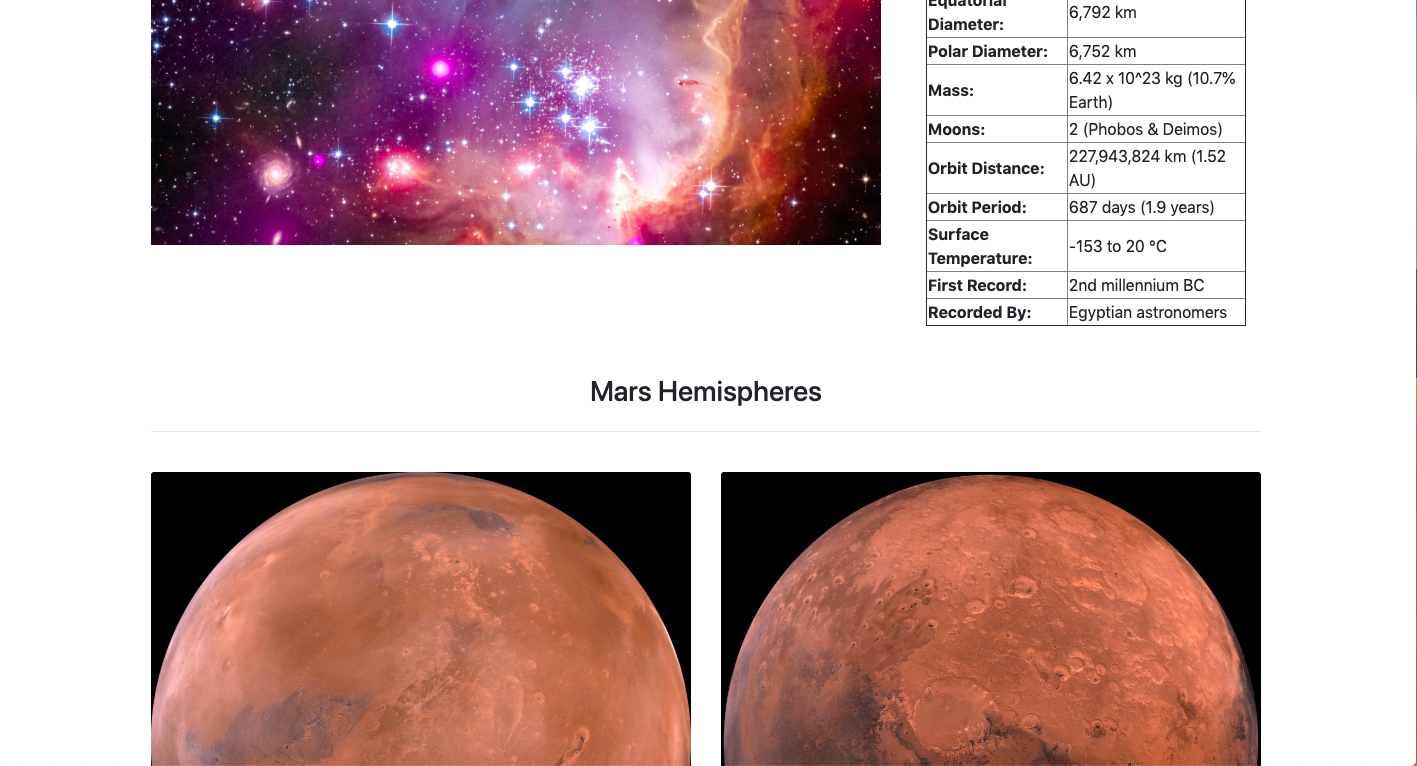 Equatorial
Diameter:
6,792 km
Polar Diameter:
6,752 km
Mass:
6.42 x 10^23 kg (10.7%
Earth)
Moons:
2 (Phobos & Deimos)
Orbit Distance:
227,943,824 km (1.52
AU)
Orbit Period:
687 days (1.9 years)
Surface
Temperature:
-153 to 20 °C
First Record:
2nd millennium BC
Recorded By:
Egyptian astronomers
Mars Hemispheres